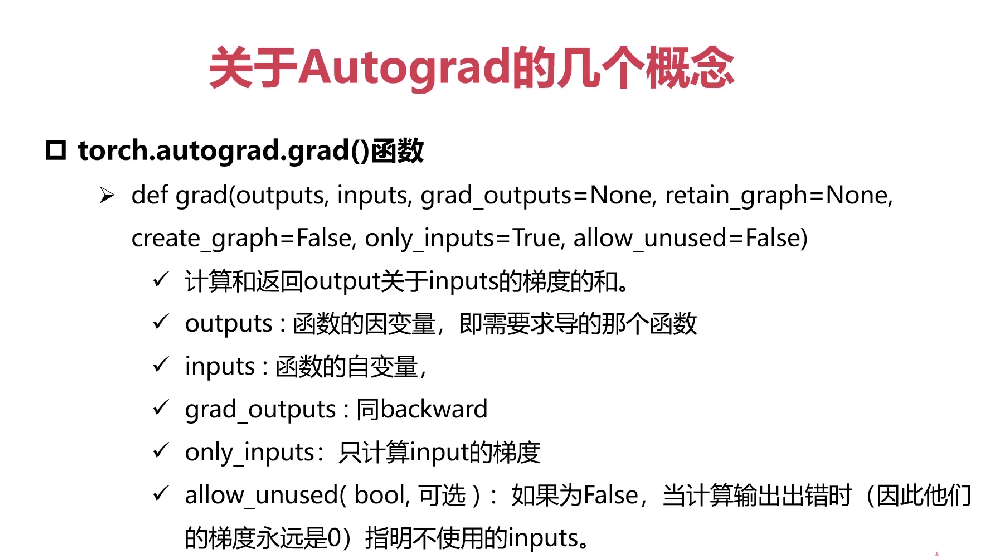 关于Autograd的几个概念
torch.autograd.grad()函数
def grad(outputs, inputs, grad_outputs=None, retain_graph=None,
create_graph=False, only_inputs=True, allow_unused=False)
计算和返回output关于inputs的梯度的和。
outputs : 函数的因变量，即需要求导的那个函数
inputs : 函数的自变量，
grad_outputs : 同backward
only_inputs：只计算input的梯度
allow_unused( bool, 可选 ) ：如果为False，当计算输出出错时（因此他们
的梯度永远是0）指明不使用的inputs。